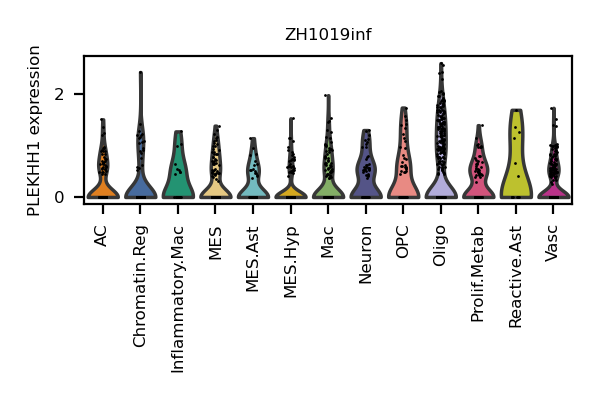 ZH1019inf
PLEKHH1 expression
2
0
AC
Chromatin.Reg
Inflammatory.Mac
MES
MES.Ast
MES.Hyp
Mac
Neuron
OPC
Oligo
Prolif.Metab
Reactive.Ast
Vasc